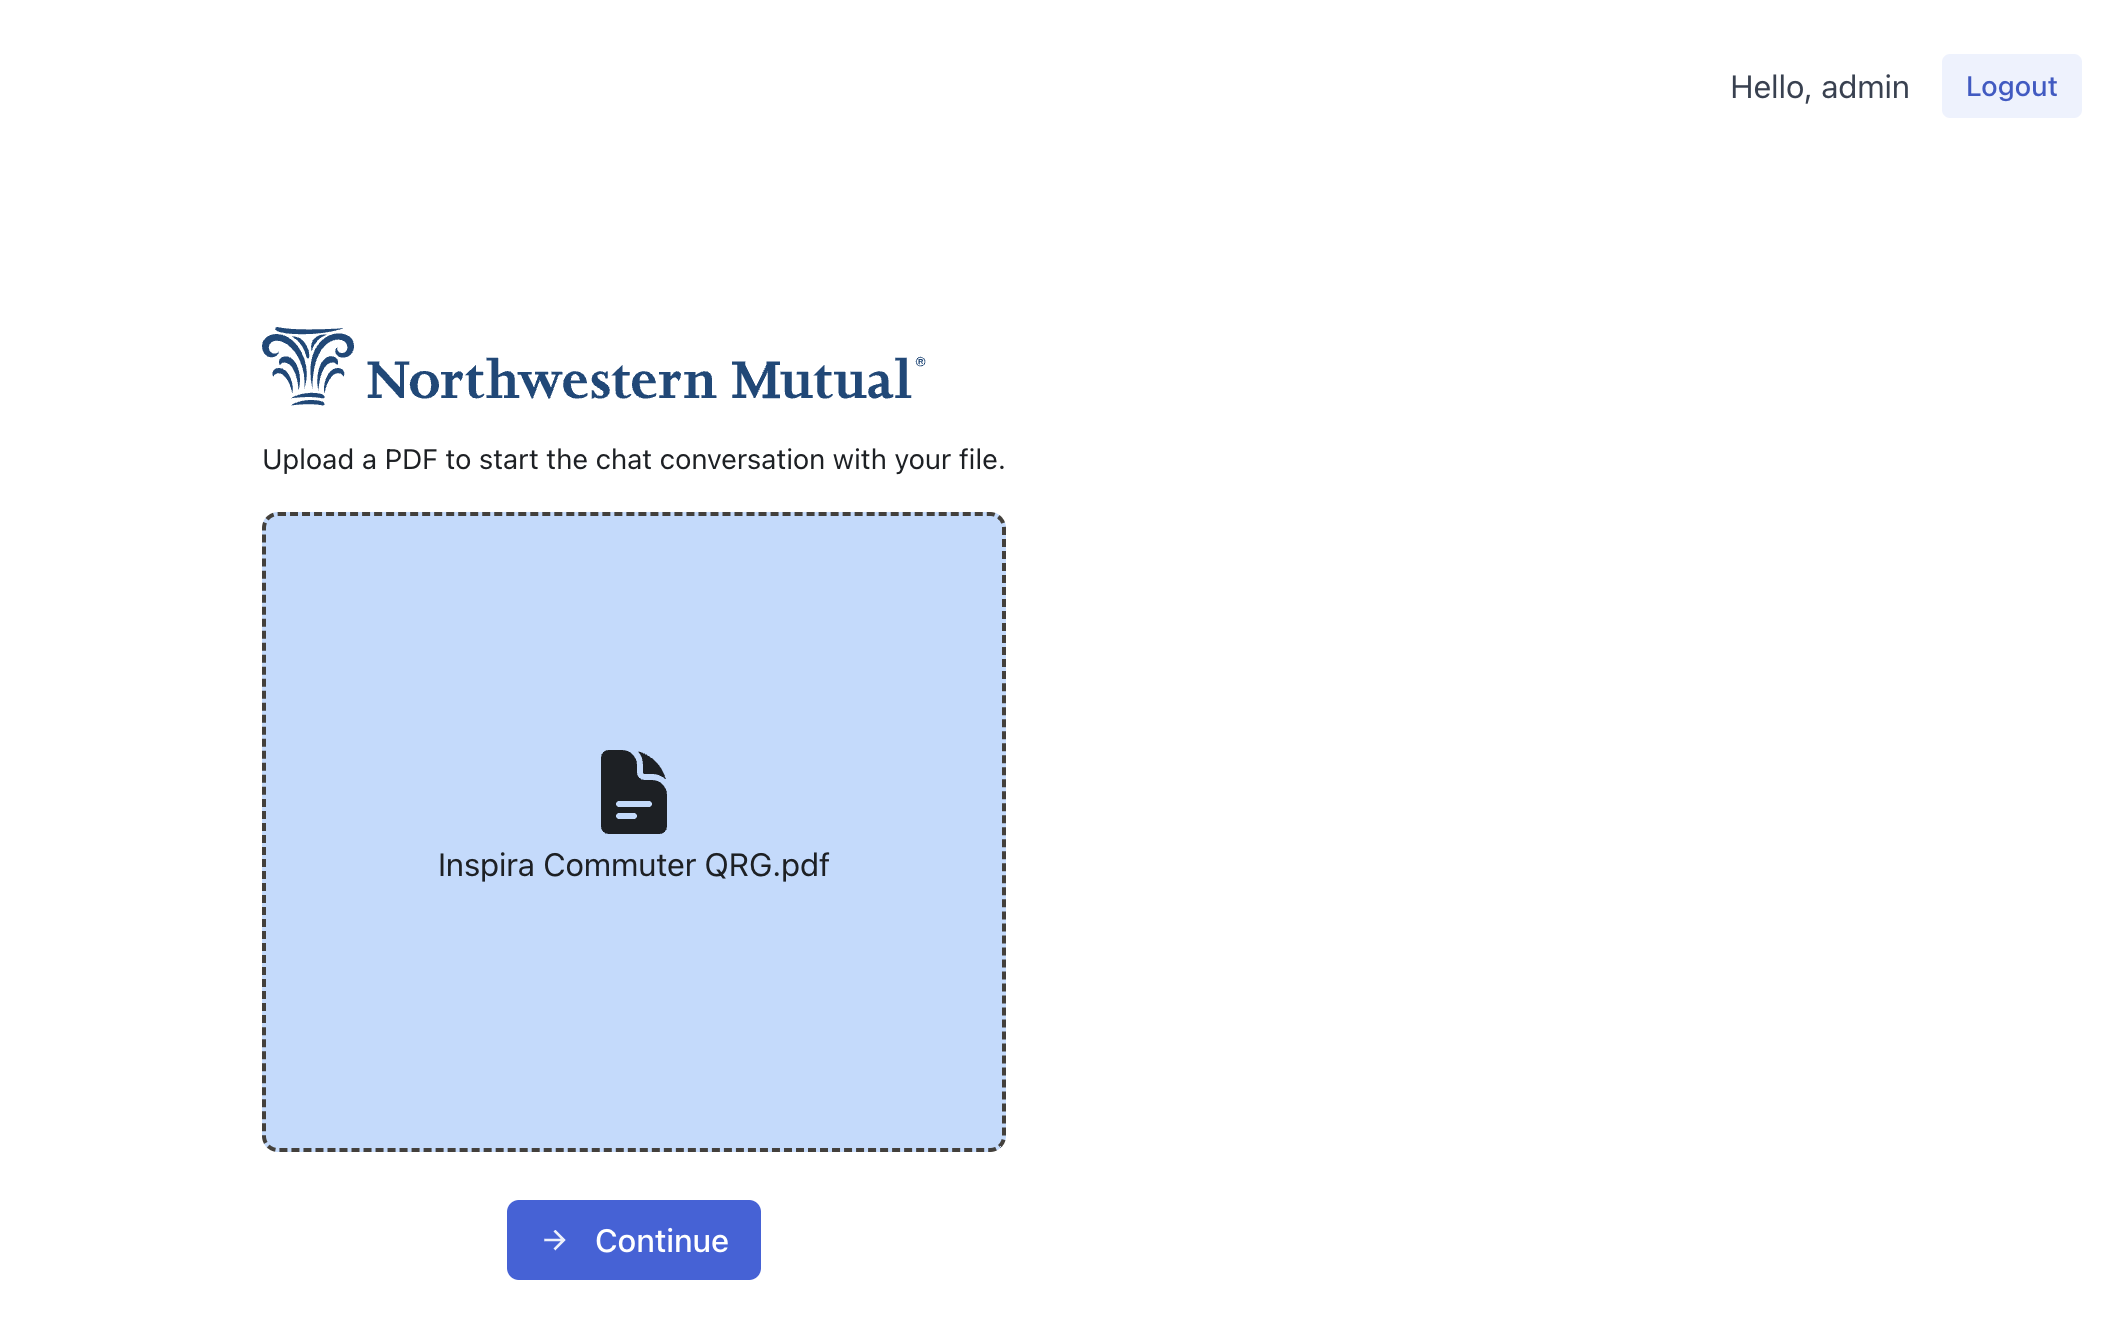 Hello, admin
Logout
Northwestern Mutual®
Upload a PDF to start the chat conversation with your file.
Inspira Commuter QRG.pdf
Continue